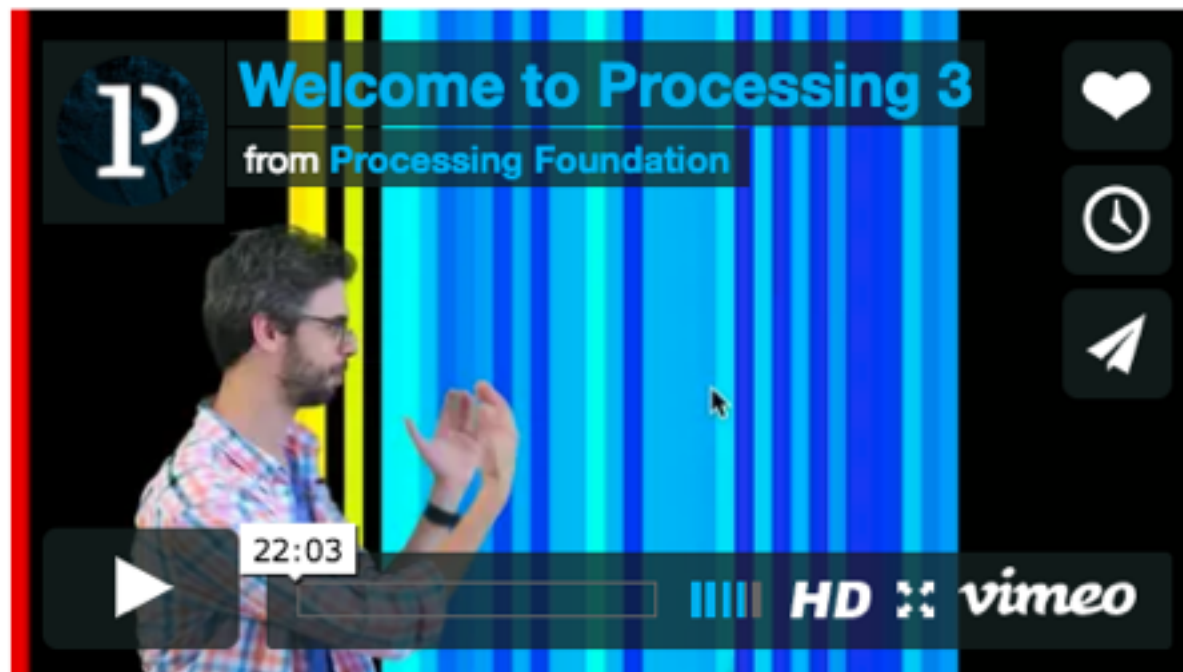 P
Welcome to Processing 3
from Processing Foundation
22:03
HD
vimeo